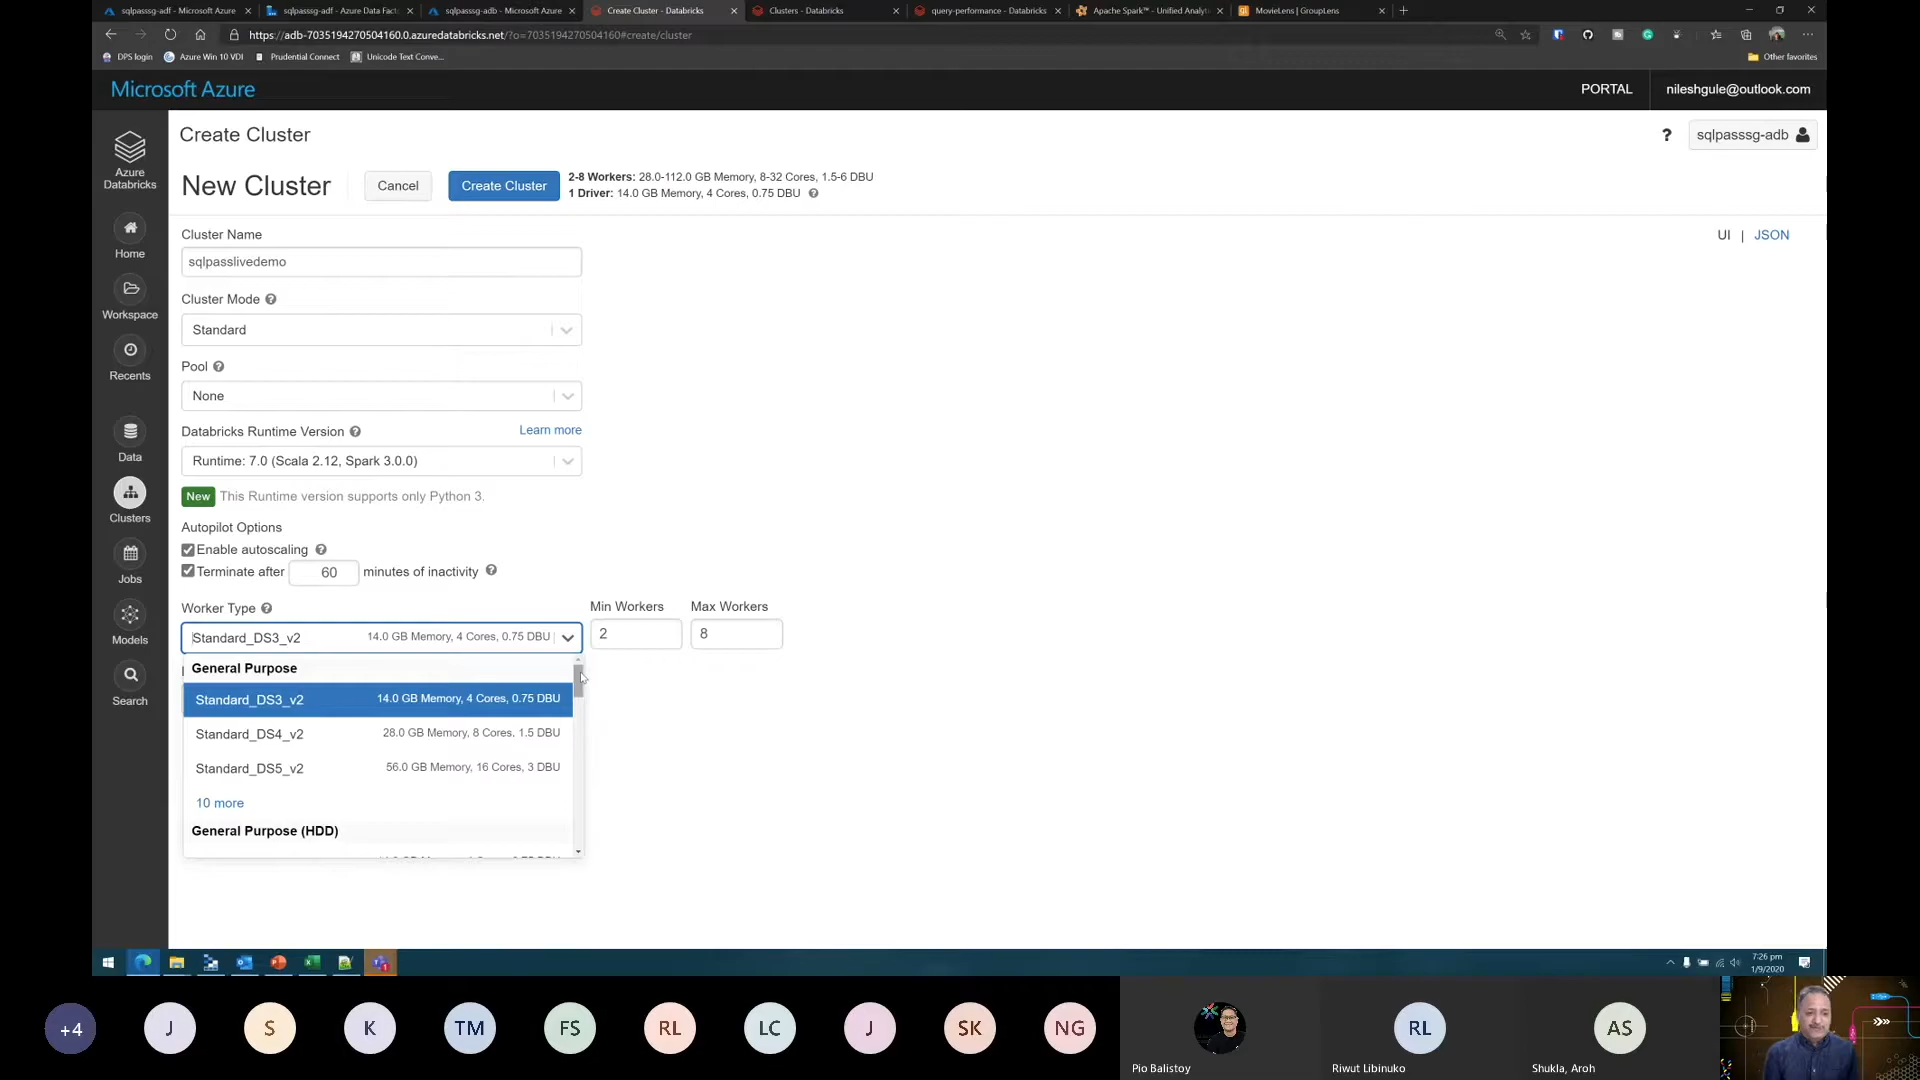 sqlpasssg-adf - Microsoft Azure
sqlpasssg-adf - Azure Data Fact
sqlpasssg-adb - Microsoft Azure
Create Cluster - Databricks
Clusters - Databricks
query-performance - Databricks
Apache Spark™ - Unified Analyt
MovieLens | GroupLens
https://adb-7035194270504160.0.azuredatabricks.net/?o=7035194270504160#create/cluster
DPS login
Azure Win 10 VDI
Prudential Connect
Unicode Text Conve...
Other favorites
Microsoft Azure
PORTAL
nileshgule@outlook.com
Azure
Databricks
Home
Workspace
Recents
Data
Clusters
Jobs
Models
Search
Create Cluster
?
sqlpasssg-adb
New Cluster
Cancel
Create Cluster
2-8 Workers: 28.0-112.0 GB Memory, 8-32 Cores, 1.5-6 DBU
1 Driver: 14.0 GB Memory, 4 Cores, 0.75 DBU
UI | JSON
Cluster Name
sqlpasslivedemo
Cluster Mode
Standard
Pool
None
Databricks Runtime Version
Learn more
Runtime: 7.0 (Scala 2.12, Spark 3.0.0)
New This Runtime version supports only Python 3.
Autopilot Options
Enable autoscaling
Terminate after 60 minutes of inactivity
Worker Type
Min Workers
Max Workers
Standard_DS3_v2 14.0 GB Memory, 4 Cores, 0.75 DBU
2
8
General Purpose
Standard_DS3_v2 14.0 GB Memory, 4 Cores, 0.75 DBU
Standard_DS4_v2 28.0 GB Memory, 8 Cores, 1.5 DBU
Standard_DS5_v2 56.0 GB Memory, 16 Cores, 3 DBU
10 more
General Purpose (HDD)
7:26 pm
1/9/2020
+4
J
S
K
TM
FS
RL
LC
J
SK
NG
RL
AS
Pio Balistoy
Riwut Libinuko
Shukla, Aroh